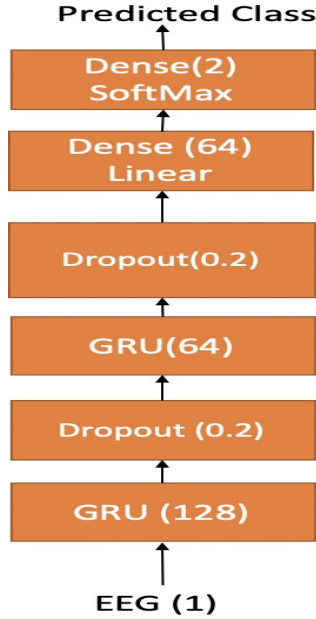 Predicted Class
Dense(2)
SoftMax
Dense (64)
Linear
Dropout(0.2)
GRU(64)
Dropout (0.2)
GRU (128)
EEG (1)